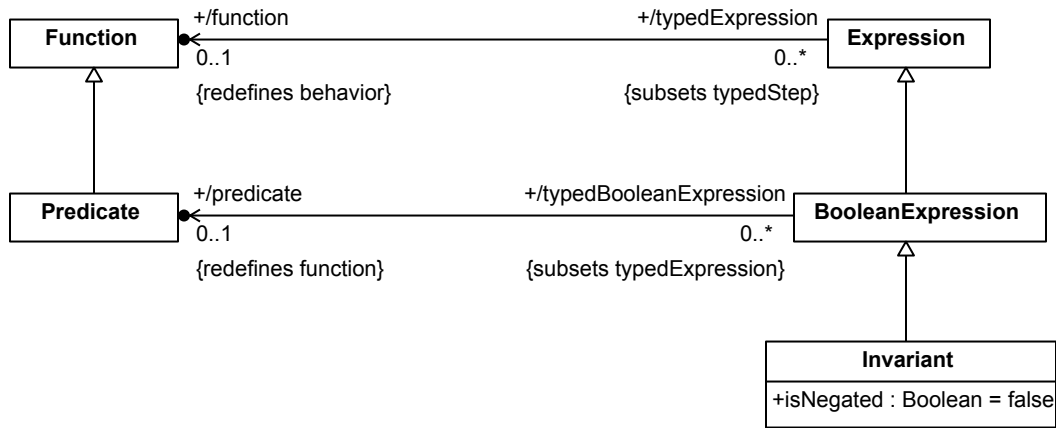 +/function
+/typedExpression
Function
Expression
0..1
0..*
{redefines behavior}
{subsets typedStep}
+/predicate
+/typedBooleanExpression
Predicate
BooleanExpression
0..1
0..*
{redefines function}
{subsets typedExpression}
Invariant
+isNegated : Boolean = false